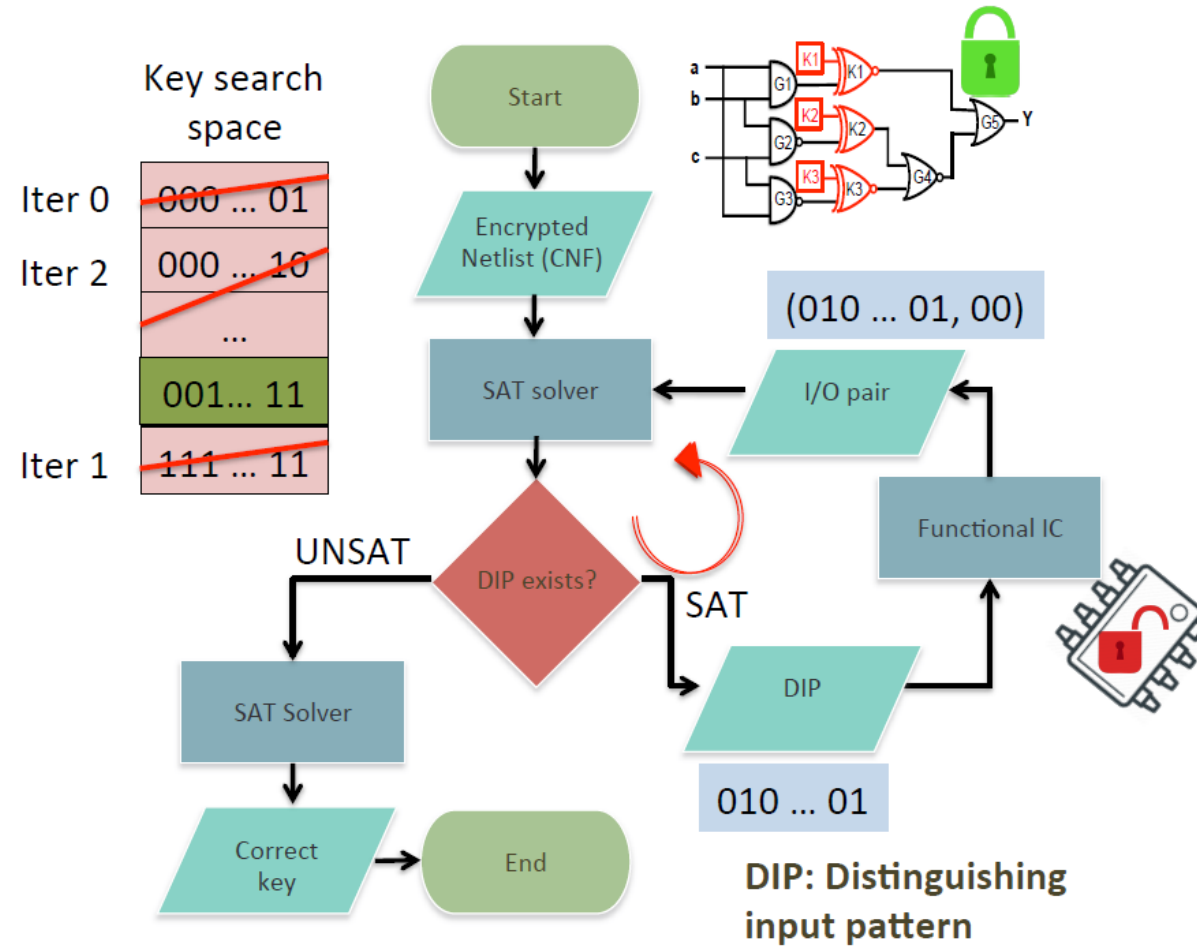 Key search
space
Iter 0
000 ... 01
Iter 2
000 ... 10
...
001... 11
Iter 1
111 ... 11
Start
Encrypted
Netlist (CNF)
SAT solver
DIP exists?
UNSAT
SAT
SAT Solver
Correct
key
End
DIP
010 ... 01
Functional IC
I/O pair
(010 ... 01, 00)
a
b
c
G1
G2
G3
K1
K2
K3
K1
K2
K3
G4
G5
Y
DIP: Distinguishing
input pattern